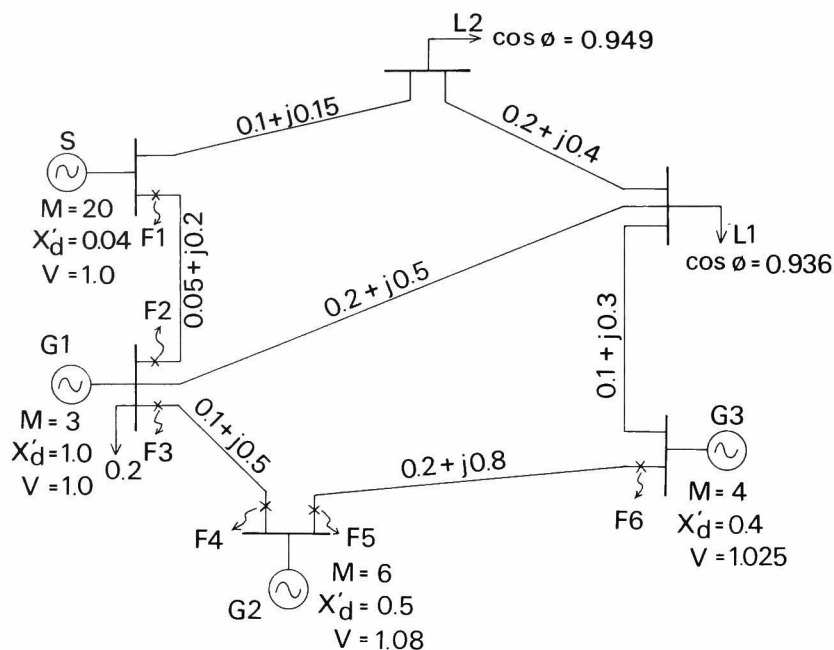 L2
cos ø = 0.949
0.1+j0.15
0.2+j0.4
S
M = 20
X'd = 0.04
V = 1.0
F1
0.05+j0.2
L1
cos ø = 0.936
0.2 + j0.5
F2
G1
M = 3
X'd = 1.0
V = 1.0
0.2
F3
0.1+j0.5
0.1+j0.3
G3
M = 4
X'd = 0.4
V = 1.025
0.2 + j0.8
F6
F4
F5
G2
M = 6
X'd = 0.5
V = 1.08